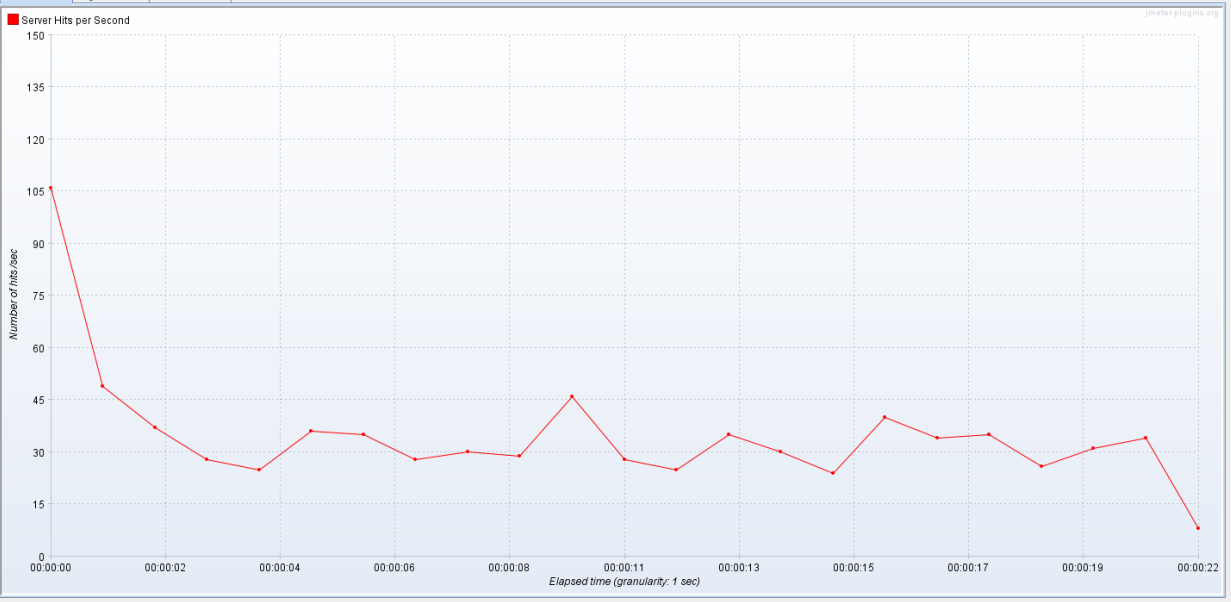 jmeter-plugins.org
Server Hits per Second
150
135
120
105
90
75
60
45
30
15
0
Number of hits/sec
00:00:00 00:00:02 00:00:04 00:00:06 00:00:08 00:00:11 00:00:13 00:00:15 00:00:17 00:00:19 00:00:22
Elapsed time (granularity: 1 sec)